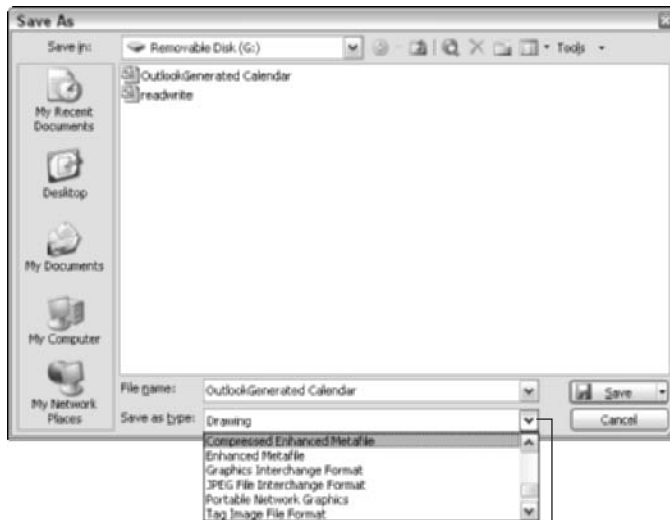 Save As
Save in:
Removable Disk (G:)
Tools
OutlookGenerated Calendar
readwrite
My Recent
Documents
Desktop
My Documents
My Computer
My Network
Places
File name:
OutlookGenerated Calendar
Save
Save as type:
Drawing
Cancel
Compressed Enhanced Metafile
Enhanced Metafile
Graphics Interchange Format
JPEG File Interchange Format
Portable Network Graphics
Tag Image File Format